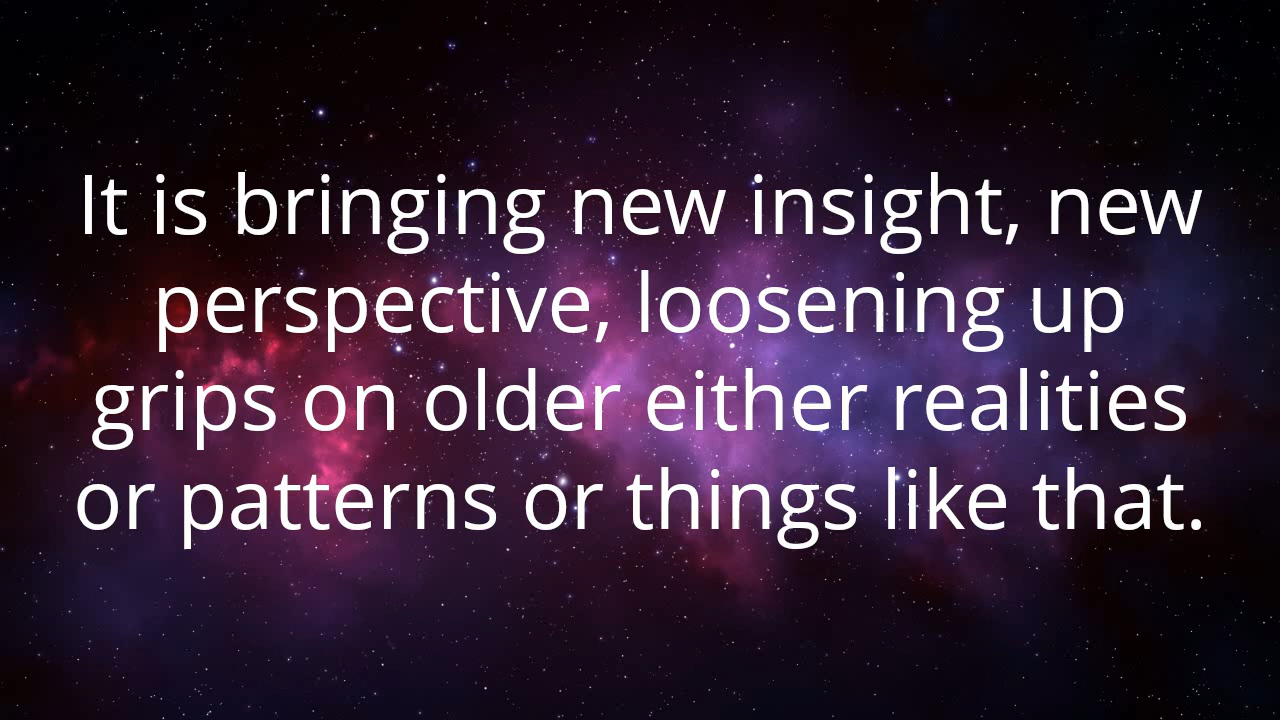 It is bringing new insight, new
perspective, loosening up
grips on older either realities
or patterns or things like that.